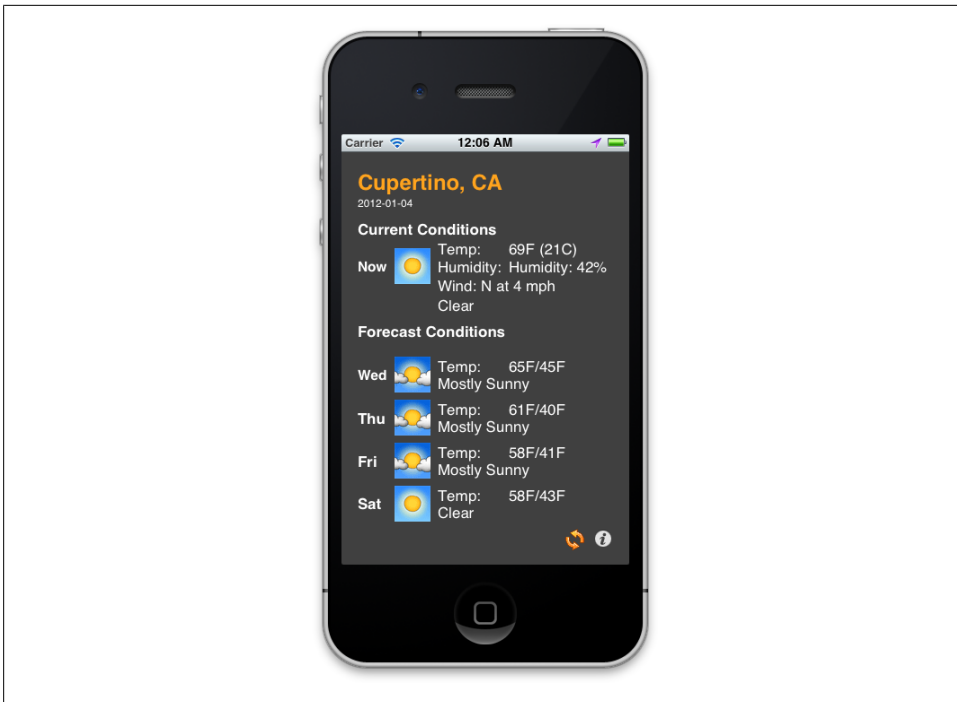 Carrier 12:06 AM
Cupertino, CA
2012-01-04
Current Conditions
Now
Temp: 69F (21C)
Humidity: Humidity: 42%
Wind: N at 4 mph
Clear
Forecast Conditions
Wed
Temp: 65F/45F
Mostly Sunny
Thu
Temp: 61F/40F
Mostly Sunny
Fri
Temp: 58F/41F
Mostly Sunny
Sat
Temp: 58F/43F
Clear
i